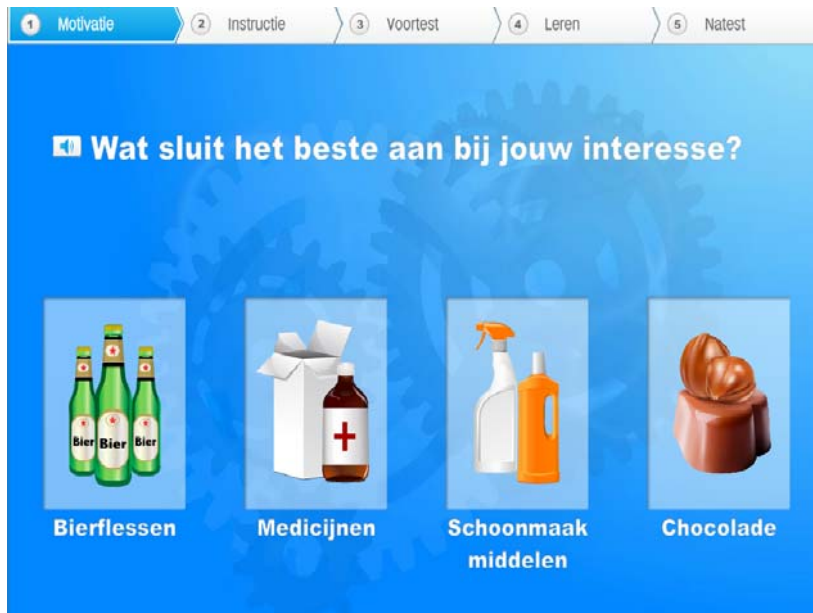 1 Motivatie 2 Instructie 3 Voortest 4 Leren 5 Natest
Wat sluit het beste aan bij jouw interesse?
Bier Bier Bier
Bierflessen
Medicijnen
Schoonmaak
middelen
Chocolade